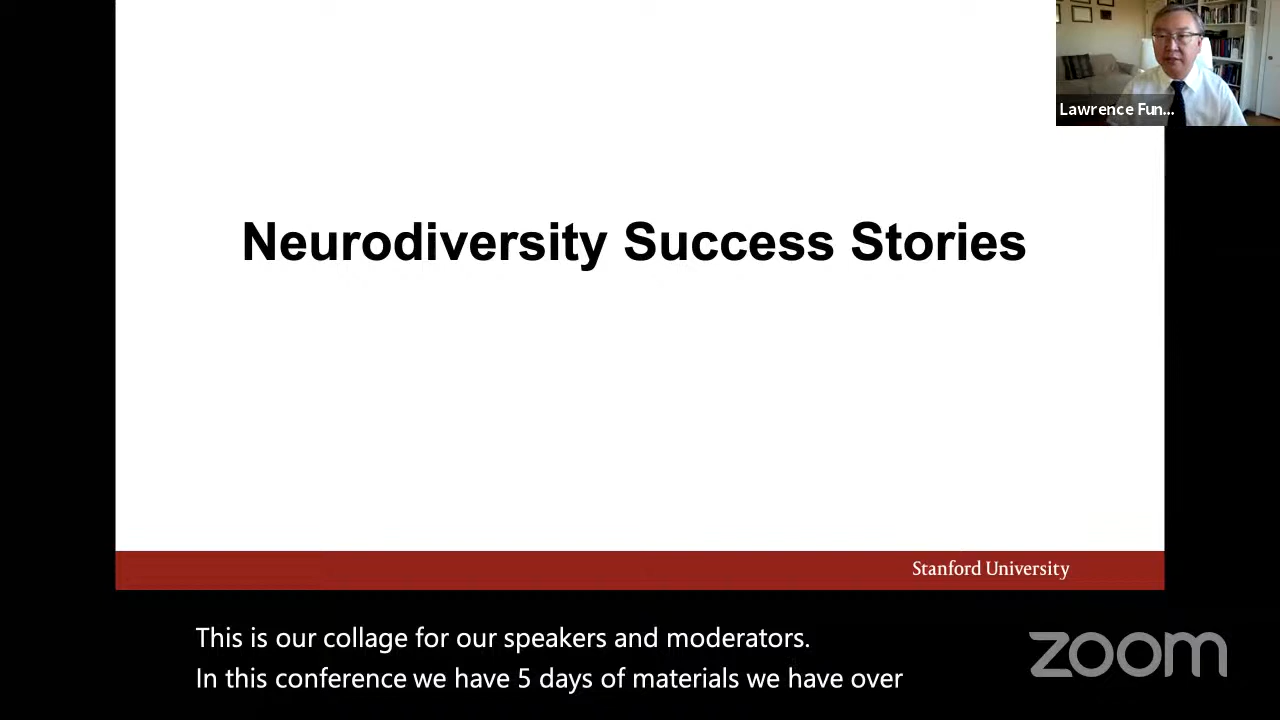 Lawrence Fun...
Neurodiversity Success Stories
Stanford University
This is our collage for our speakers and moderators.
In this conference we have 5 days of materials we have over
zoom